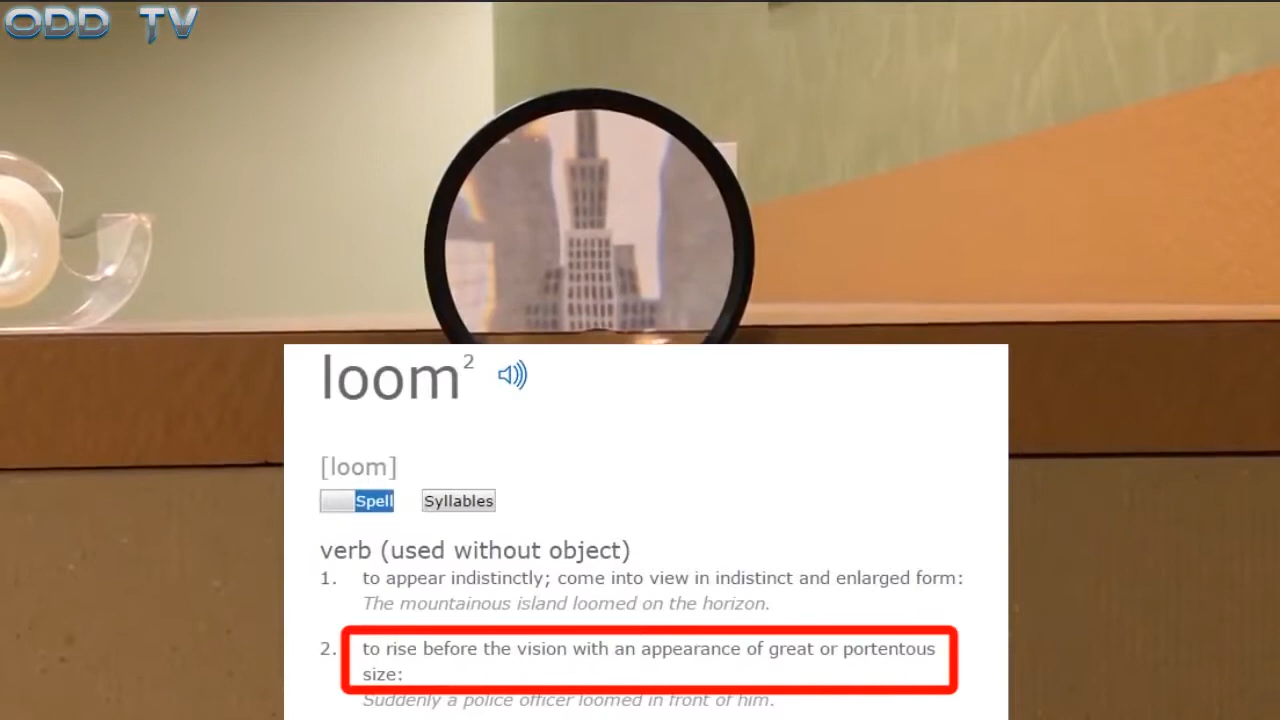 ODD TV
loom2
[loom]
Spell Syllables
verb (used without object)
1. to appear indistinctly; come into view in indistinct and enlarged form:
The mountainous island loomed on the horizon.
2. to rise before the vision with an appearance of great or portentous
size:
Suddenly a police officer loomed in front of him.